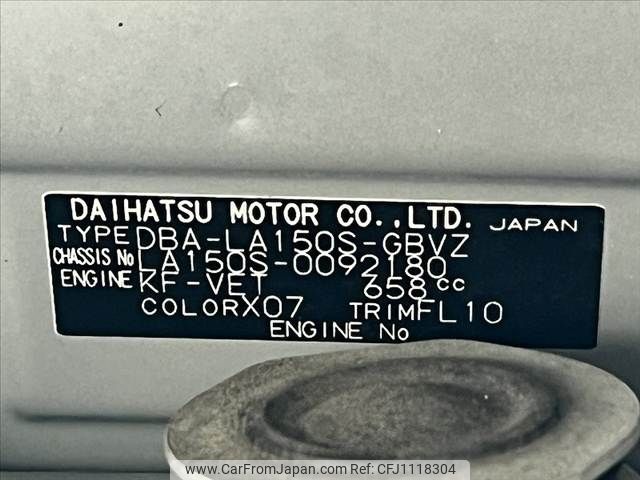 DAIHATSU MOTOR CO.,LTD. JAPAN
TYPE DBA-LA150S-GBVZ
CHASSIS No LA150S-0092180
ENGINE KF-VET 658cc
COLOR X07 TRIM FL10
ENGINE No
www.CarFromJapan.com Ref: CFJ1118304